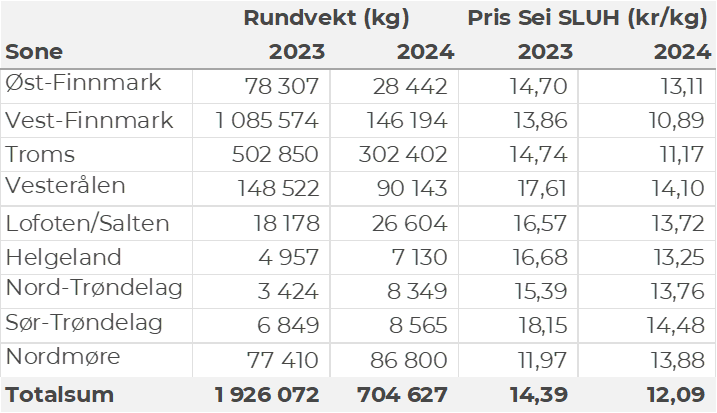 Rundvekt (kg) Pris Sei SLUH (kr/kg)
Sone 2023 2024 2023 2024
Øst-Finnmark 78 307 28 442 14,70 13,11
Vest-Finnmark 1 085 574 146 194 13,86 10,89
Troms 502 850 302 402 14,74 11,17
Vesterålen 148 522 90 143 17,61 14,10
Lofoten/Salten 18 178 26 604 16,57 13,72
Helgeland 4 957 7 130 16,68 13,25
Nord-Trøndelag 3 424 8 349 15,39 13,76
Sør-Trøndelag 6 849 8 565 18,15 14,48
Nordmøre 77 410 86 800 11,97 13,88
Totalsum 1 926 072 704 627 14,39 12,09